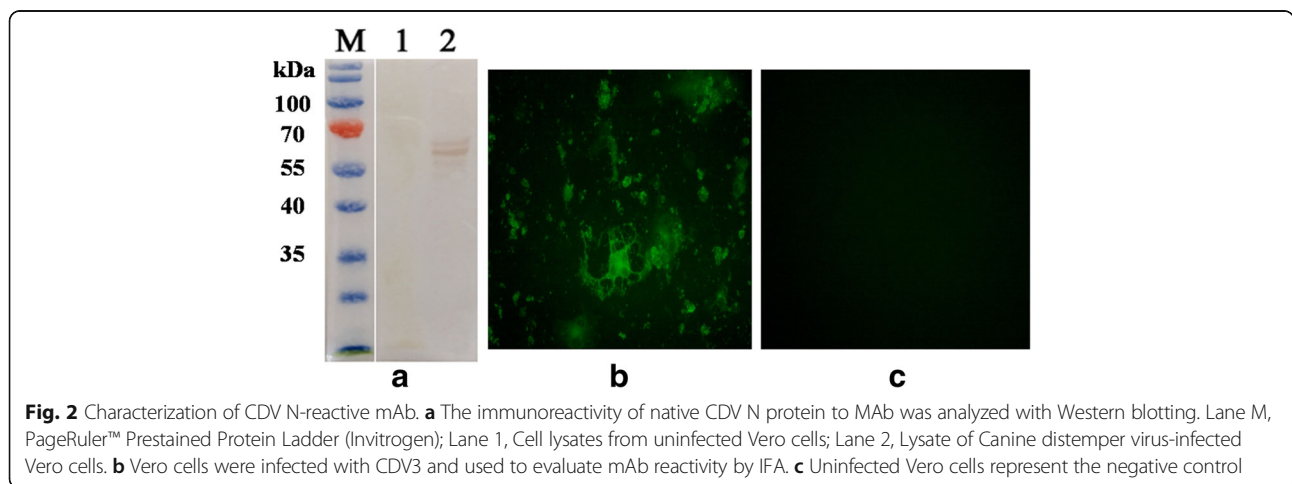 M 1 2
kDa
100
70
55
40
35
a b c
Fig. 2 Characterization of CDV N-reactive mAb. a The immunoreactivity of native CDV N protein to MAb was analyzed with Western blotting. Lane M,
PageRuler™ Prestained Protein Ladder (Invitrogen); Lane 1, Cell lysates from uninfected Vero cells; Lane 2, Lysate of Canine distemper virus-infected
Vero cells. b Vero cells were infected with CDV3 and used to evaluate mAb reactivity by IFA. c Uninfected Vero cells represent the negative control